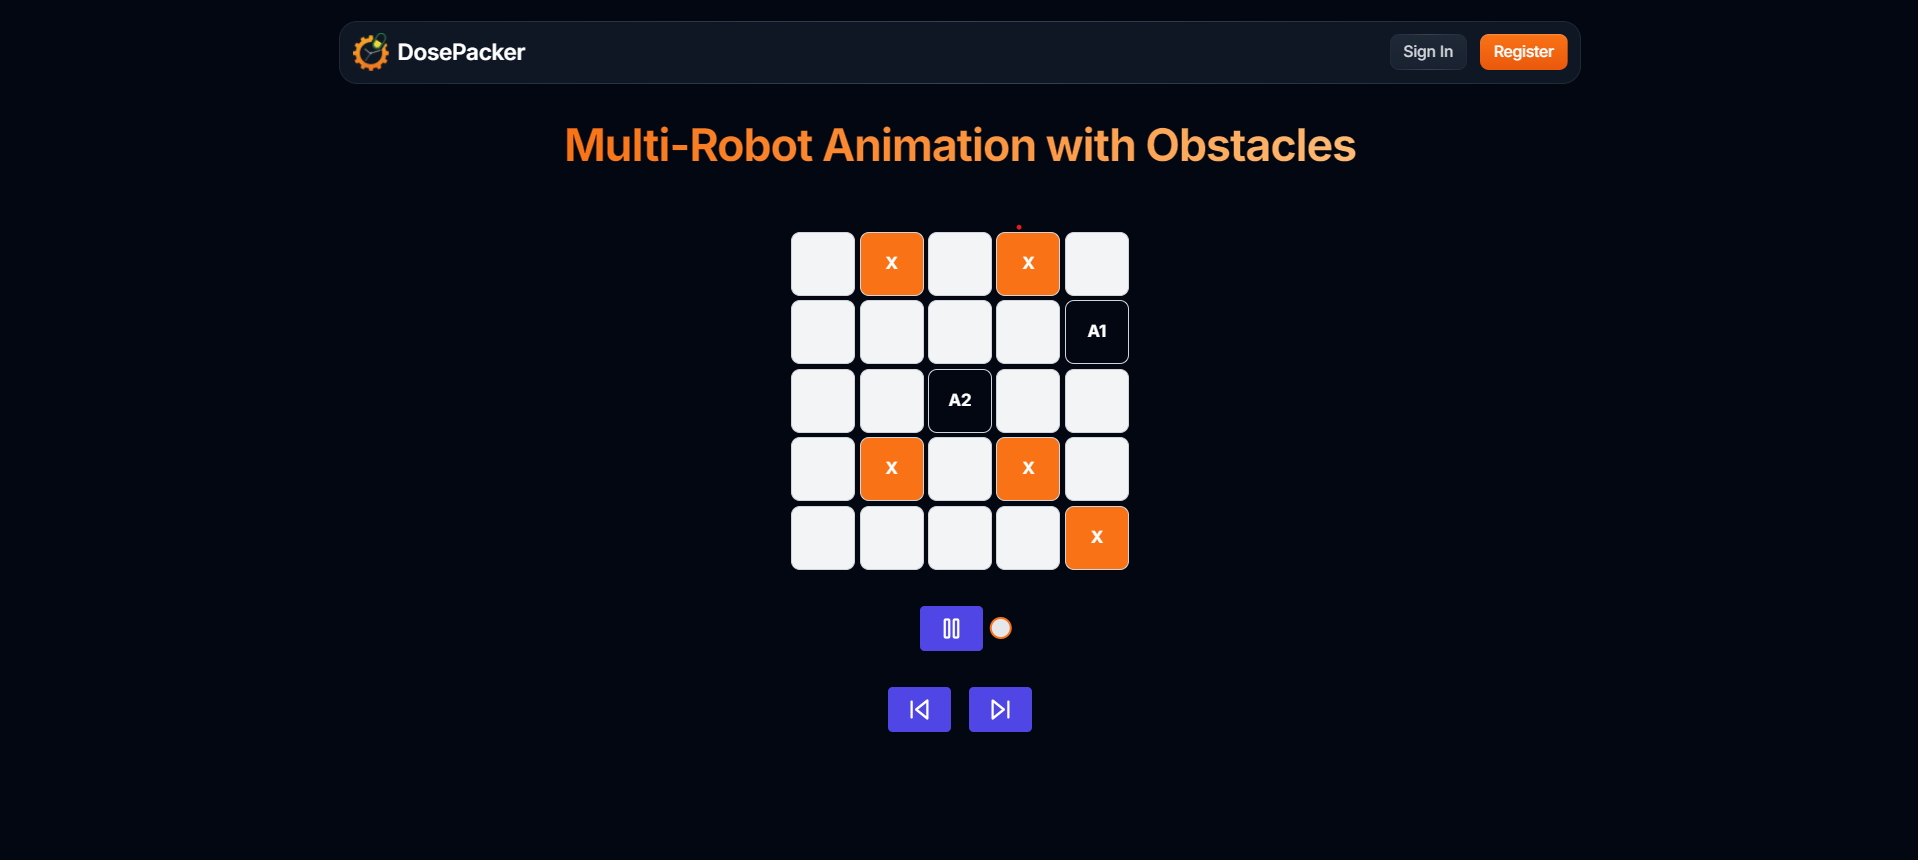 DosePacker
Sign In
Register
Multi-Robot Animation with Obstacles
X
X
A1
A2
X
X
X